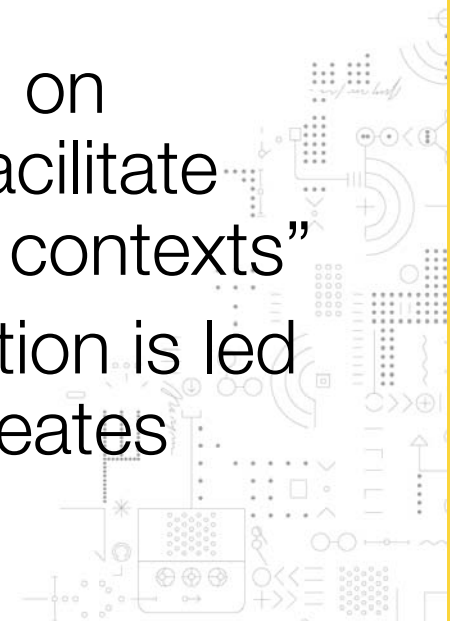 on
acilitate
contexts”
tion is led
eates